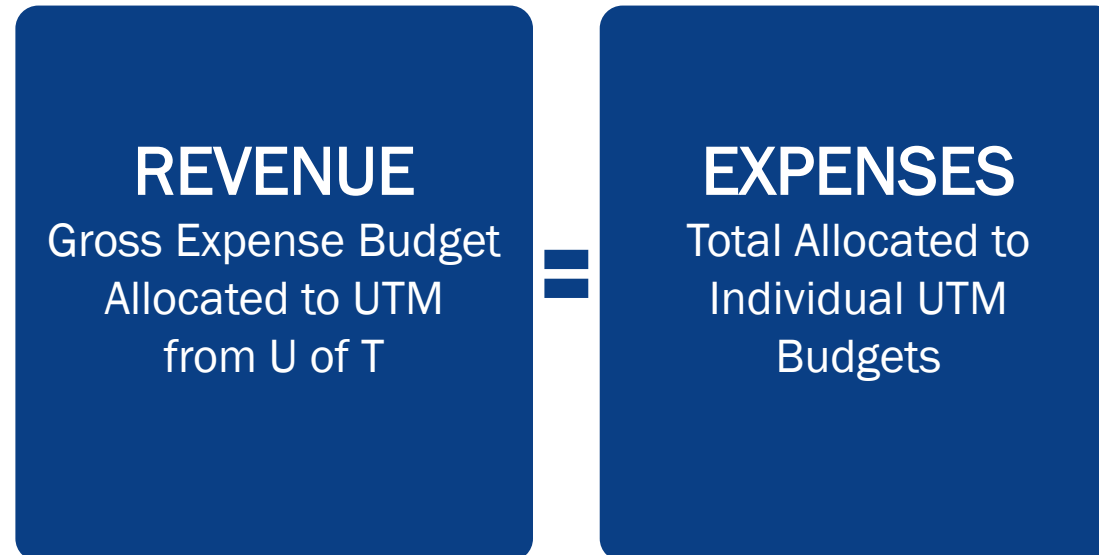 REVENUE
Gross Expense Budget
Allocated to UTM
from U of T
=
EXPENSES
Total Allocated to
Individual UTM
Budgets